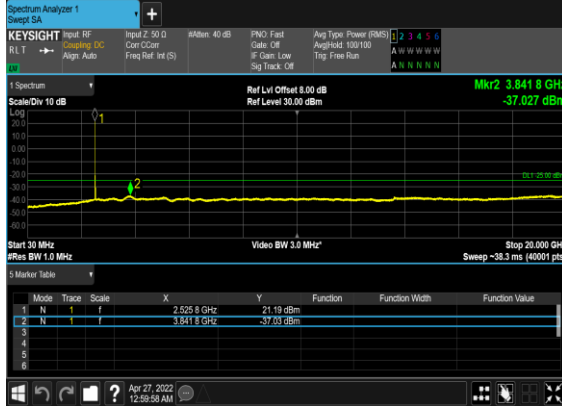 Spectrum Analyzer 1
Swept SA
+
KEYSIGHT Input: RF Input Z: 50 Ω #Atten: 40 dB PNO: Fast Avg Type: Power (RMS) 1 2 3 4 5 6
RLT Coupling: DC Corr CCorr Gate: Off Avg|Hold: 100/100 A W W W W W
Align: Auto Freq Ref: Int (S) IF Gain: Low Trig: Free Run A N N N N N
Sig Track: Off
1 Spectrum
Scale/Div 10 dB
Ref Lvl Offset 8.00 dB
Ref Level 30.00 dBm
Mkr2 3.841 8 GHz
-37.027 dBm
Log
20.0
10.0
0.00
-10.0
-20.0
-30.0
-40.0
-50.0
-60.0
1
2
DL1 -25.00 dBm
Start 30 MHz Video BW 3.0 MHz* Stop 20.000 GHz
#Res BW 1.0 MHz Sweep ~38.3 ms (40001 pts)
5 Marker Table
Mode Trace Scale X Y Function Function Width Function Value
1 N 1 f 2.525 8 GHz 21.19 dBm
2 N 1 f 3.841 8 GHz -37.03 dBm
3
4
5
6
?
Apr 27, 2022
12:59:58 AM